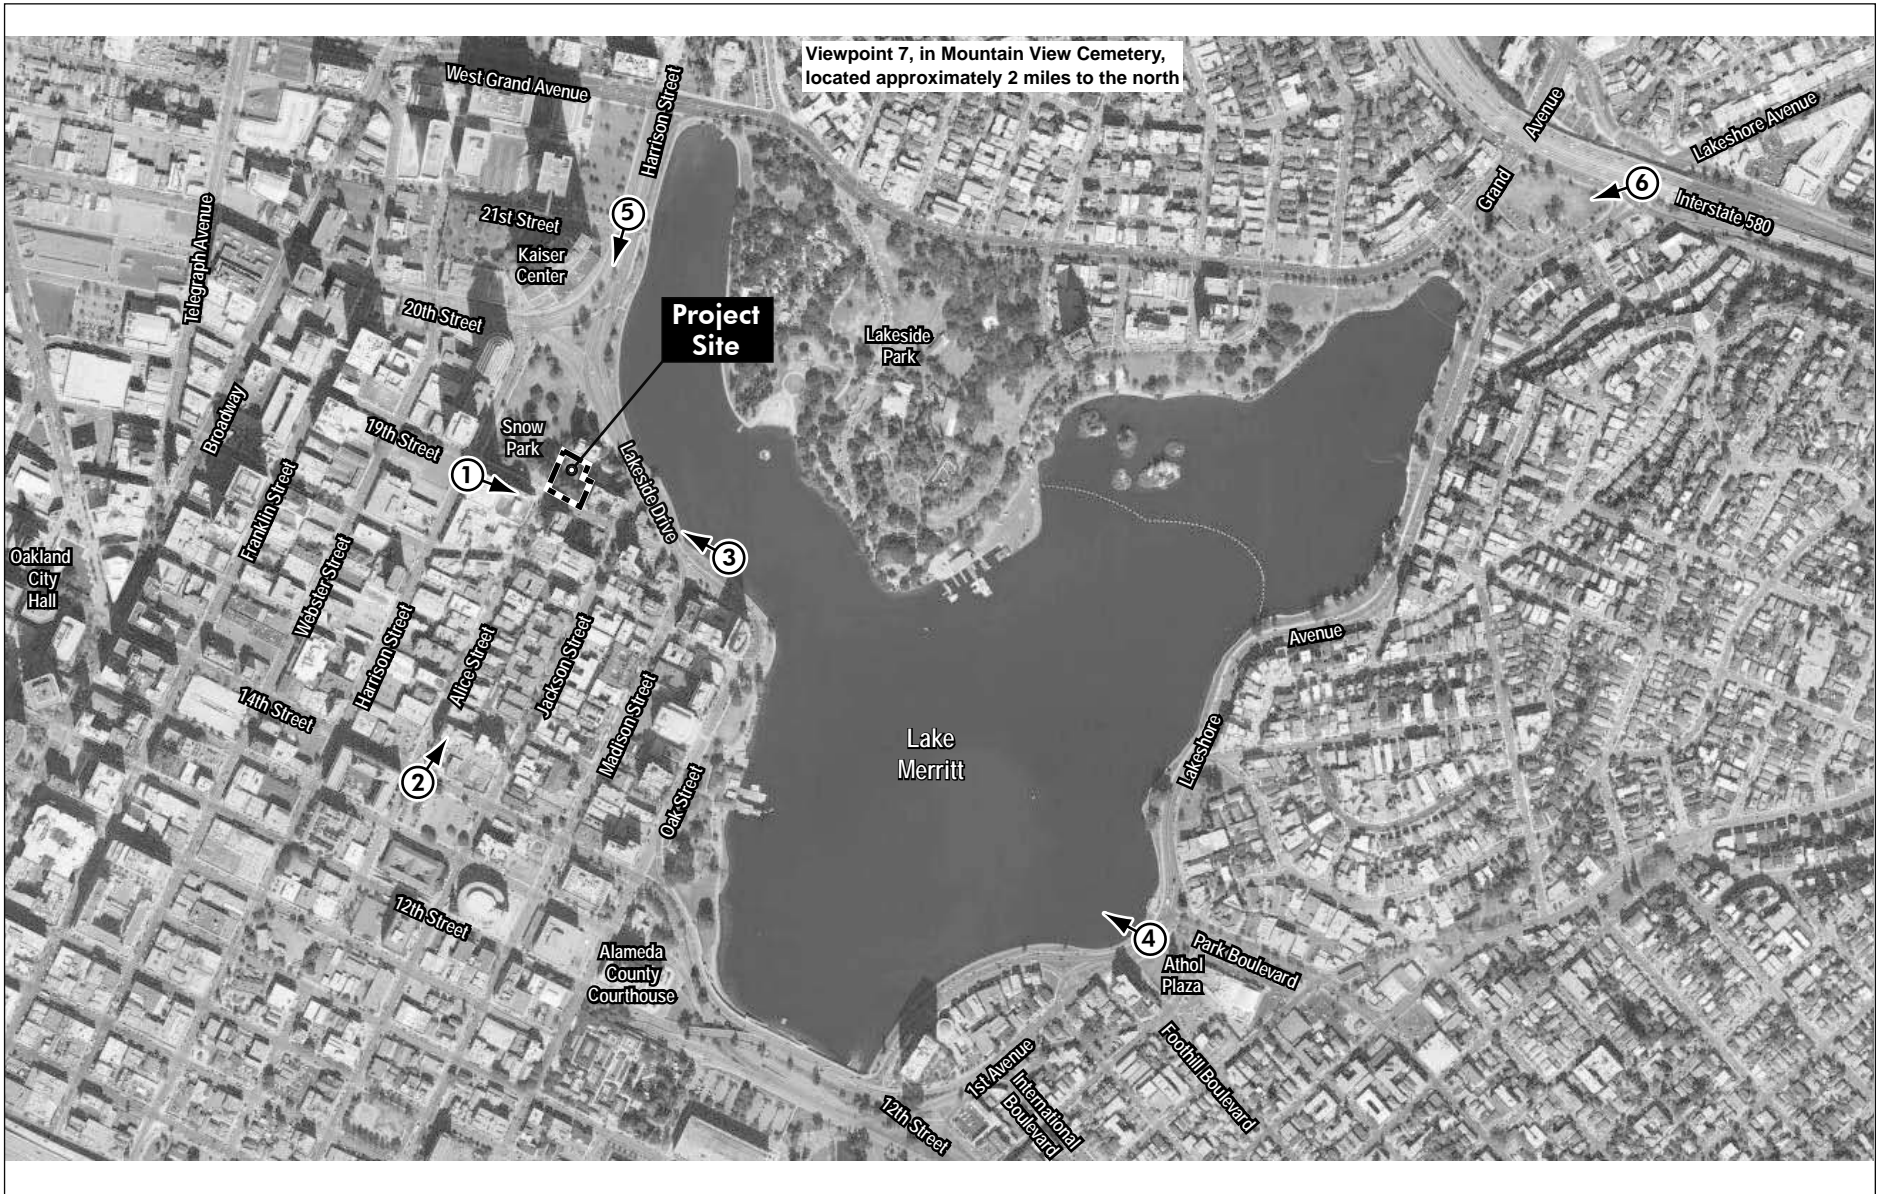 Viewpoint 7, in Mountain View Cemetery,
located approximately 2 miles to the north
West Grand Avenue
Harrison Street
Avenue
Lakeshore Avenue
Grand
6
Interstate 580
Telegraph Avenue
21st Street
5
Kaiser
Center
20th Street
Project
Site
Lakeside
Park
Broadway
19th Street
Snow
Park
1
Lakeside Drive
Franklin Street
3
Oakland
City
Hall
Webster Street
Harrison Street
Alice Street
Jackson Street
Madison Street
Avenue
14th Street
2
Oak Street
Lake
Merritt
Lakeshore
12th Street
Alameda
County
Courthouse
4
Park Boulevard
Athol
Plaza
1st Avenue
International
Boulevard
Foothill Boulevard
12th Street